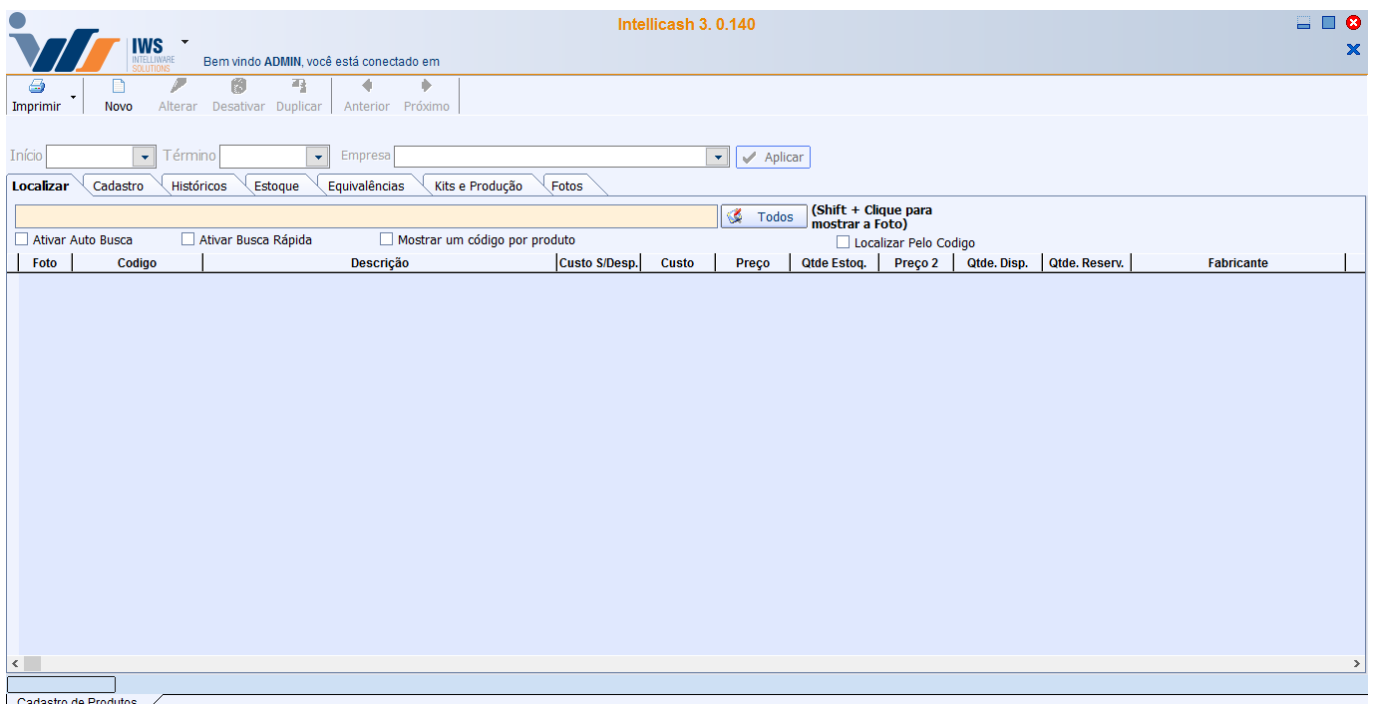 Intellicash 3. 0.140
IWS
INTELLIWARE
SOLUTIONS
Bem vindo ADMIN, você está conectado em
Imprimir Novo Alterar Desativar Duplicar Anterior Próximo
Início Término Empresa Aplicar
Localizar Cadastro Históricos Estoque Equivalências Kits e Produção Fotos
Todos (Shift + Clique para
mostrar a Foto)
Ativar Auto Busca Ativar Busca Rápida Mostrar um código por produto Localizar Pelo Codigo
Foto Codigo Descrição Custo S/Desp. Custo Preço Qtde Estoq. Preço 2 Qtde. Disp. Qtde. Reserv. Fabricante
Cadastro de Produtos